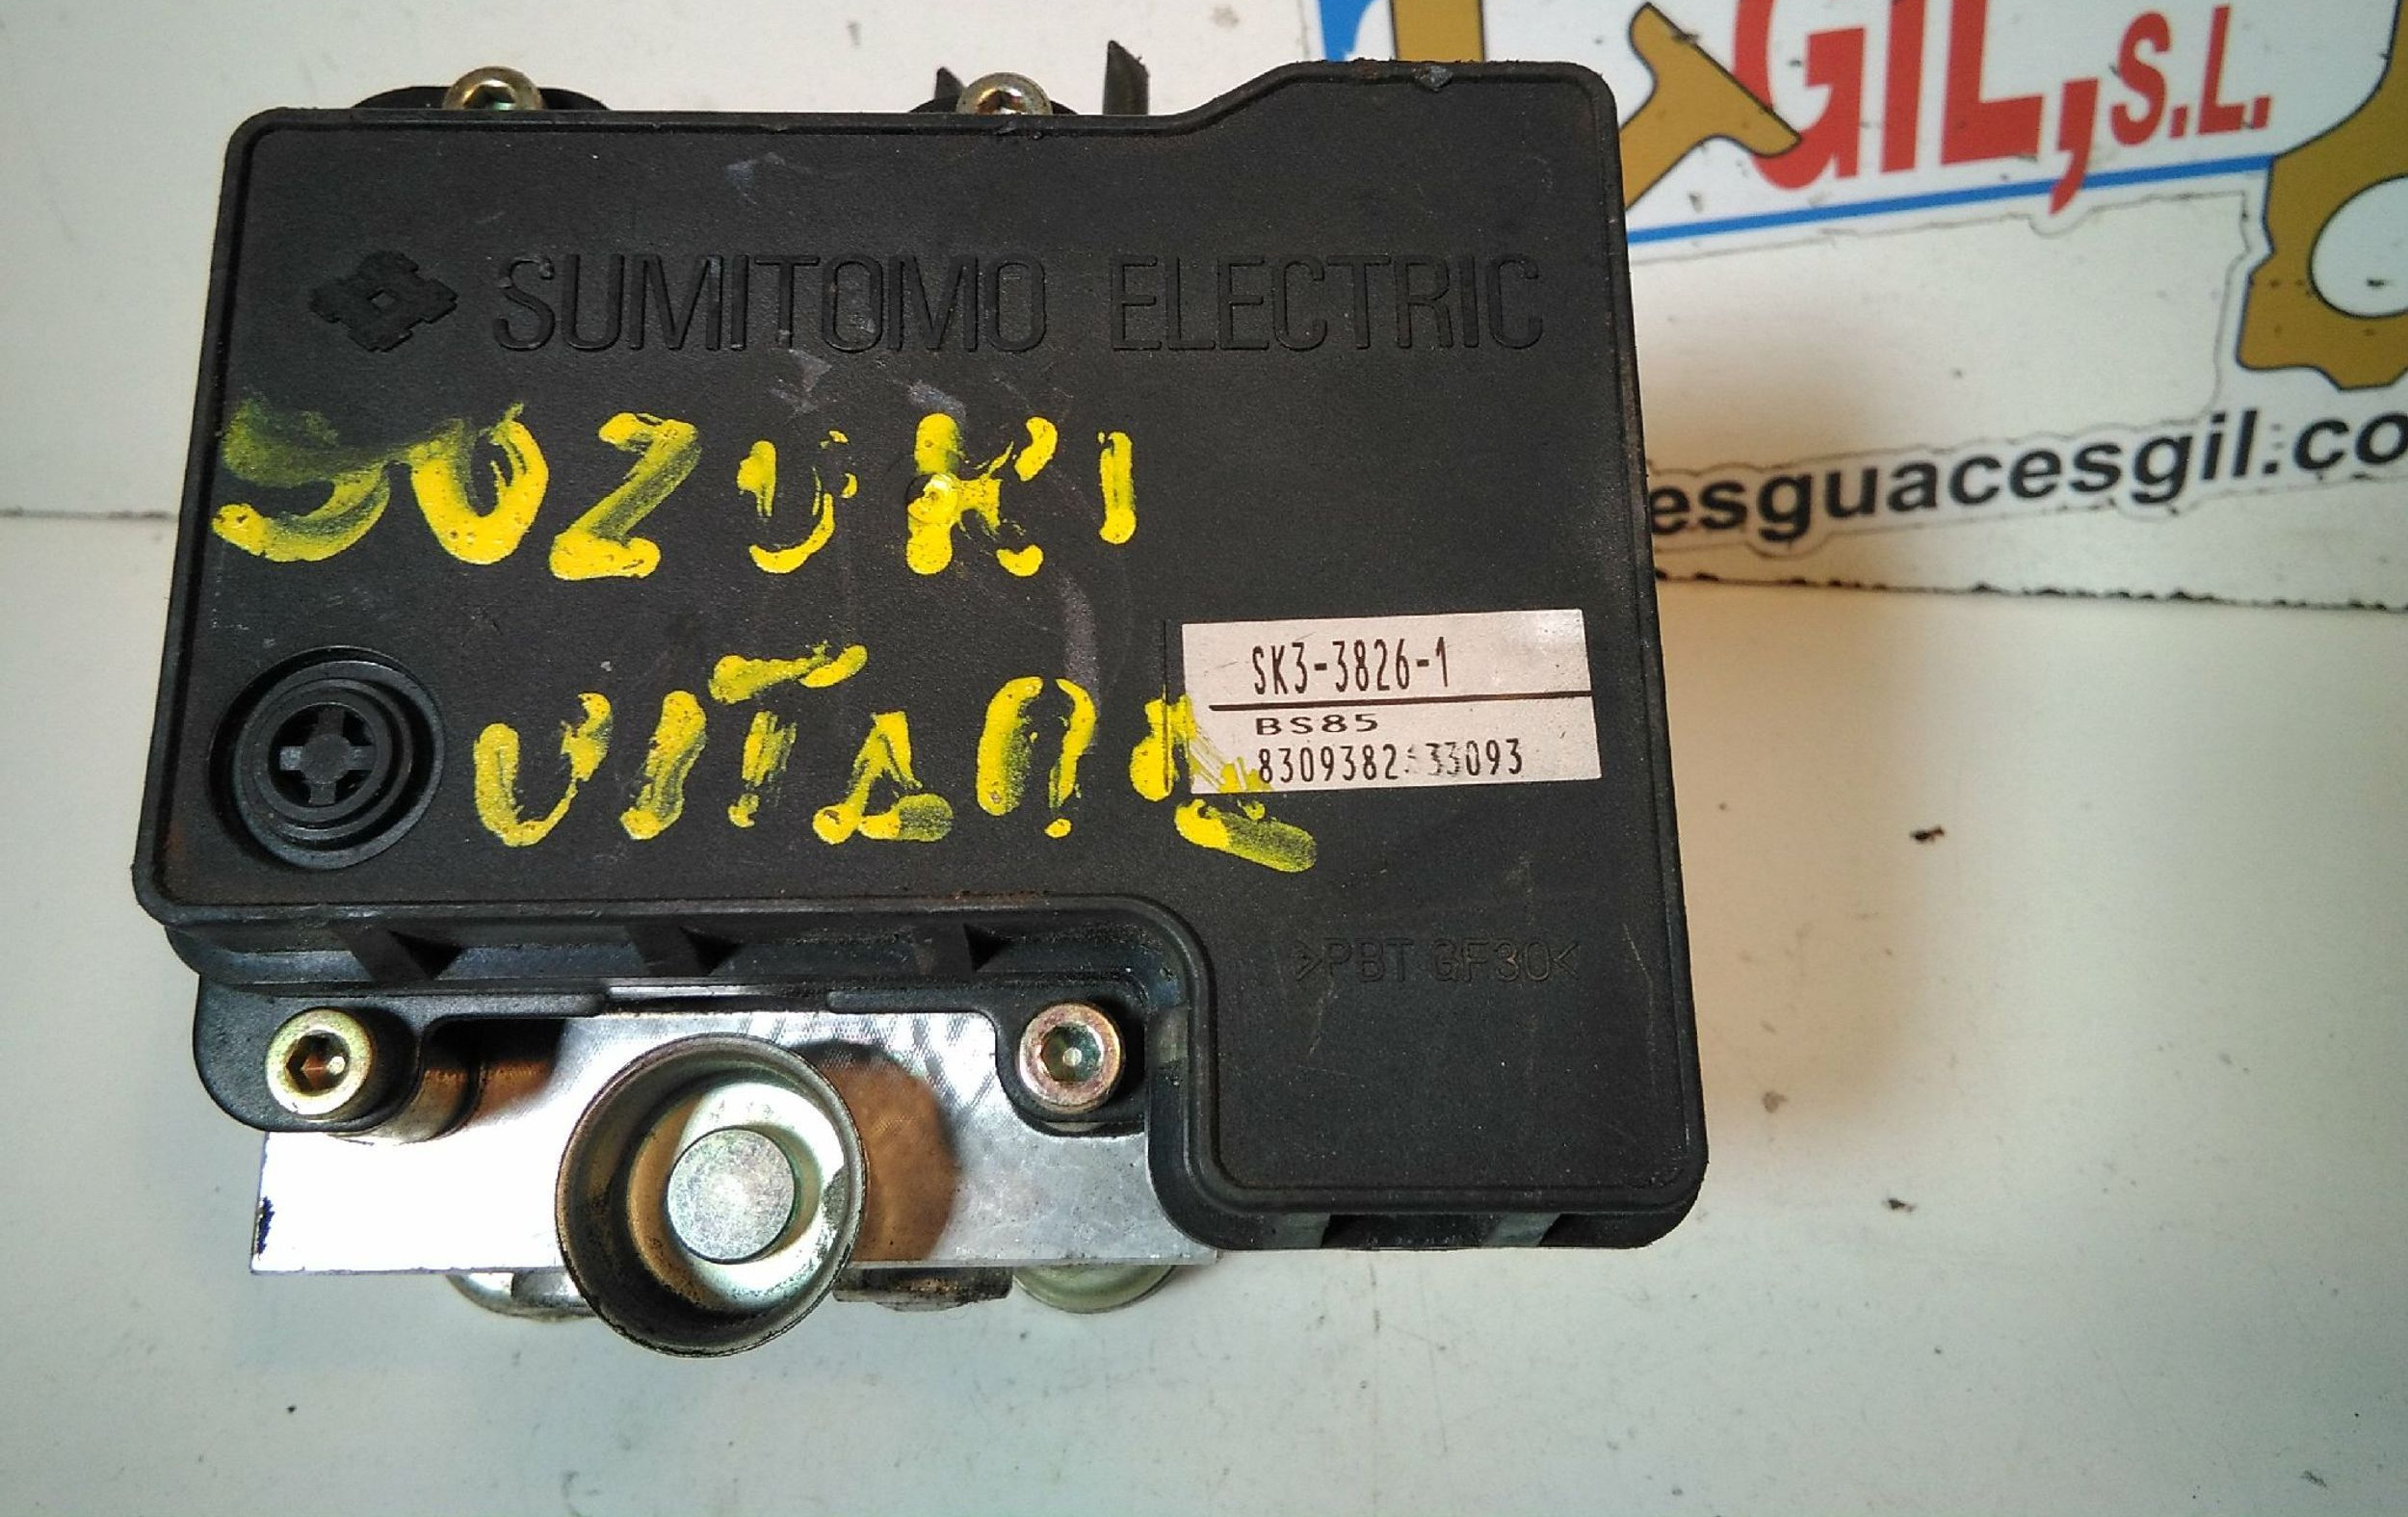 GIL, S.L.
SUMITOMO ELECTRIC
SUZUKI
esguacesgil.co
VITARA
SK3-3826-1
BS85
>PBT GF30<